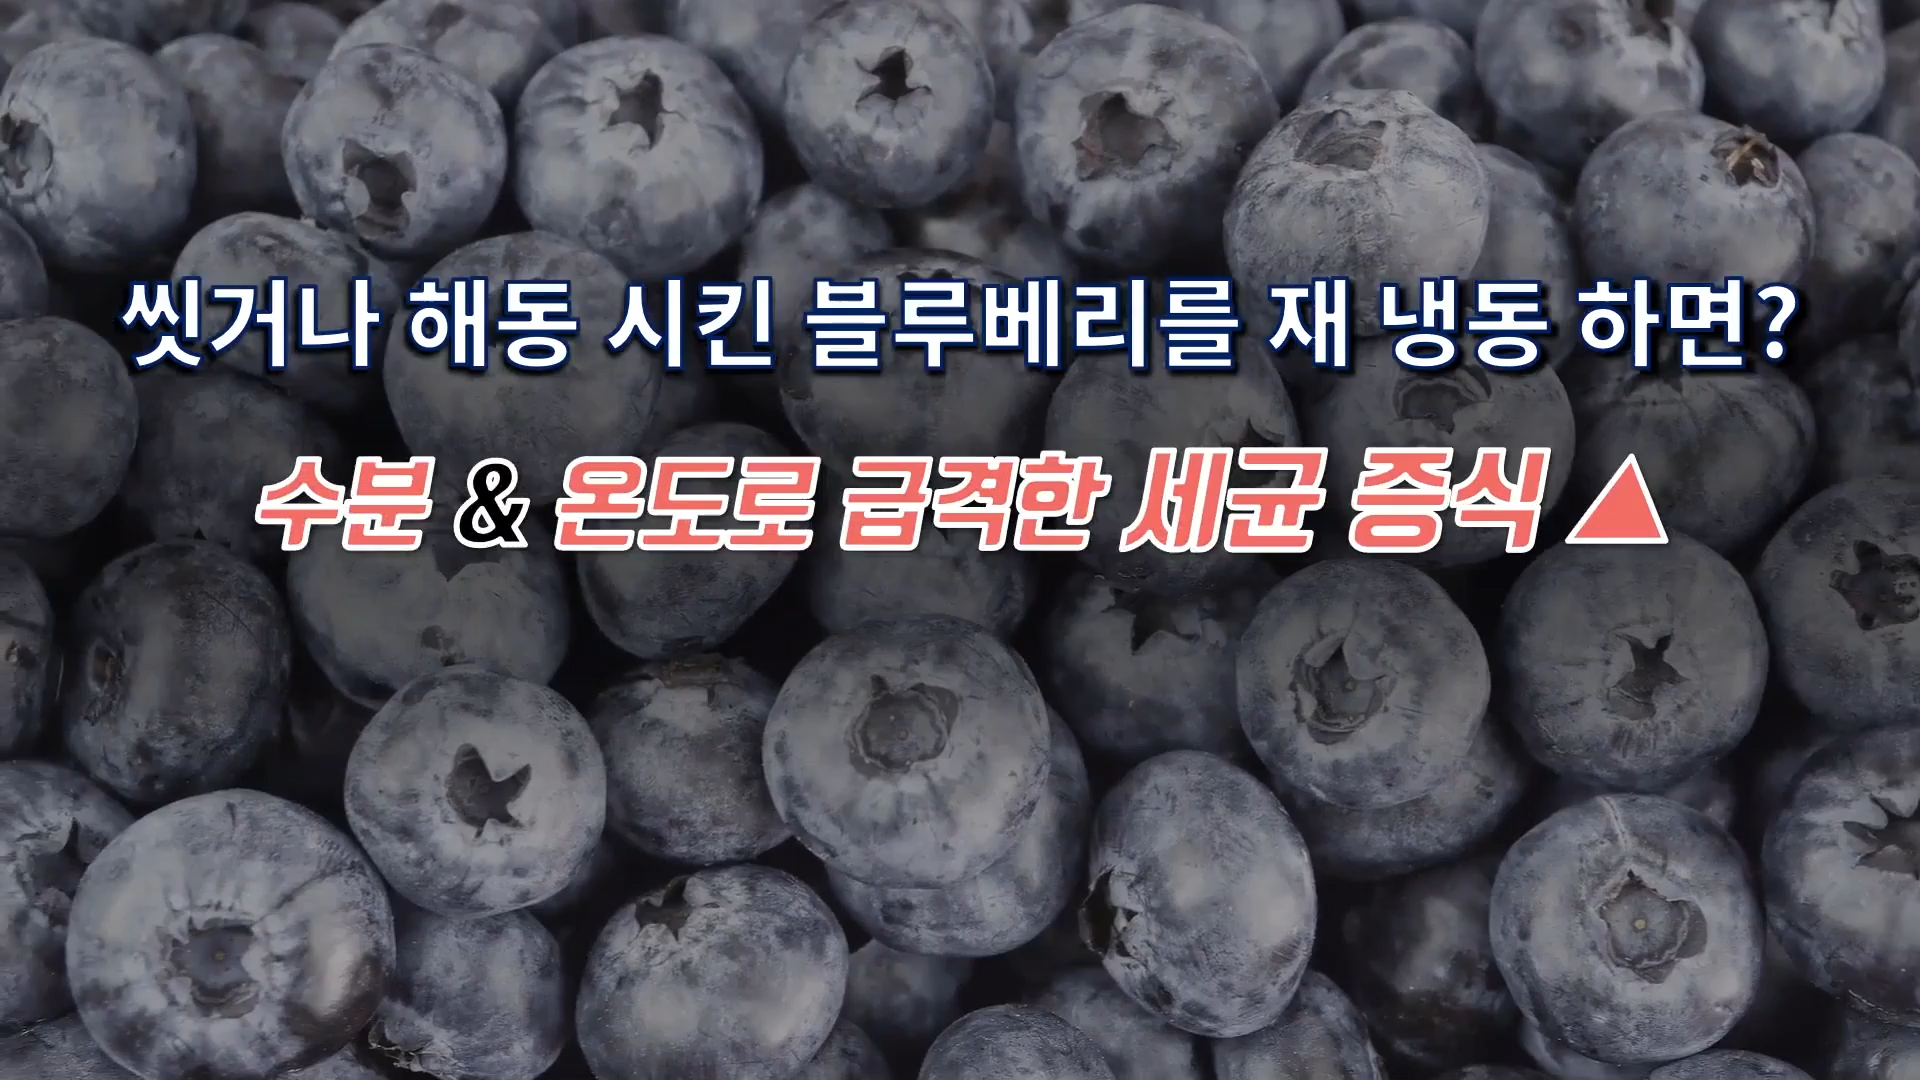 씻거나 해동 시킨 블루베리를 재 냉동 하면?
수분 & 온도로 급격한 세균 증식 ▲